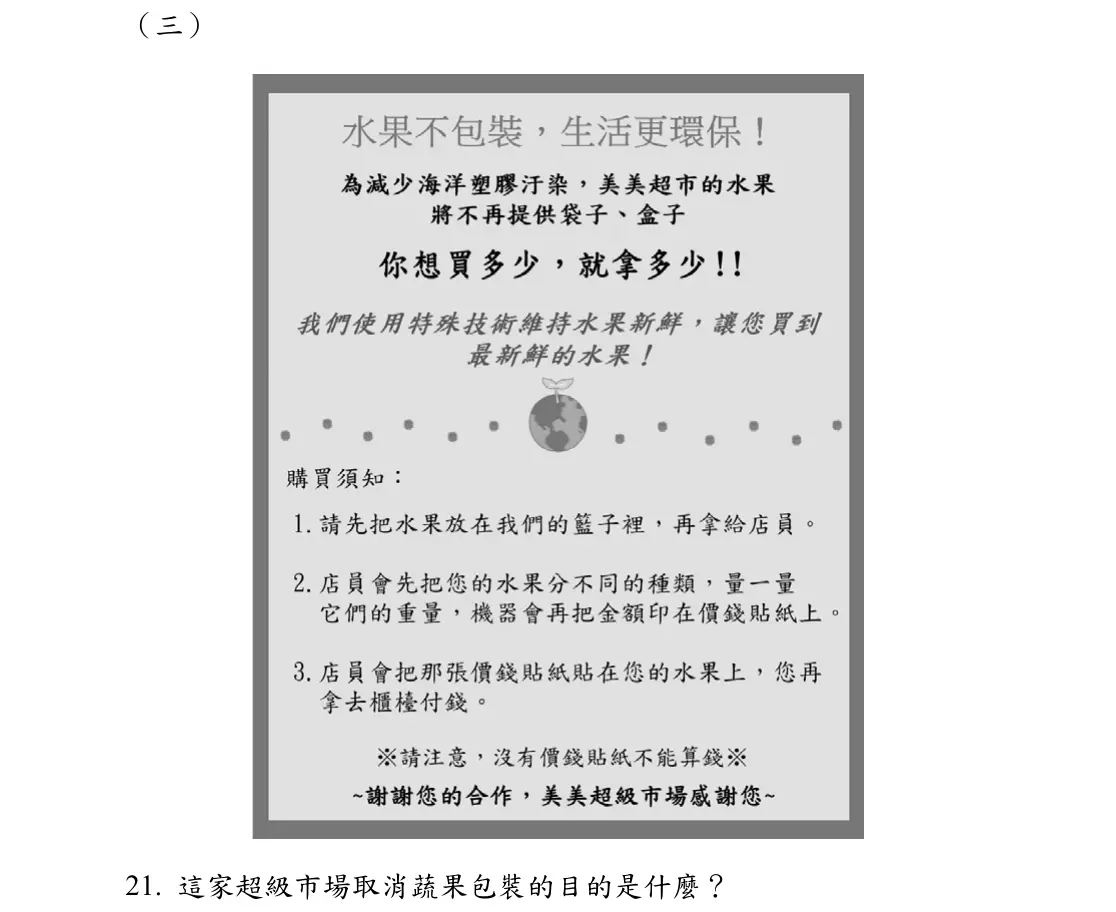 （三）
水果不包裝，生活更環保！
為減少海洋塑膠汙染，美美超市的水果
將不再提供袋子、盒子
你想買多少，就拿多少!!
我們使用特殊技術維持水果新鮮，讓您買到
最新鮮的水果！
購買須知：
1. 請先把水果放在我們的籃子裡，再拿給店員。
2. 店員會先把您的水果分不同的種類，量一量
它們的重量，機器會再把金額印在價錢貼紙上。
3. 店員會把那張價錢貼紙貼在您的水果上，您再
拿去櫃檯付錢。
※請注意，沒有價錢貼紙不能算錢※
~謝謝您的合作，美美超級市場感謝您~
21. 這家超級市場取消蔬果包裝的目的是什麼？